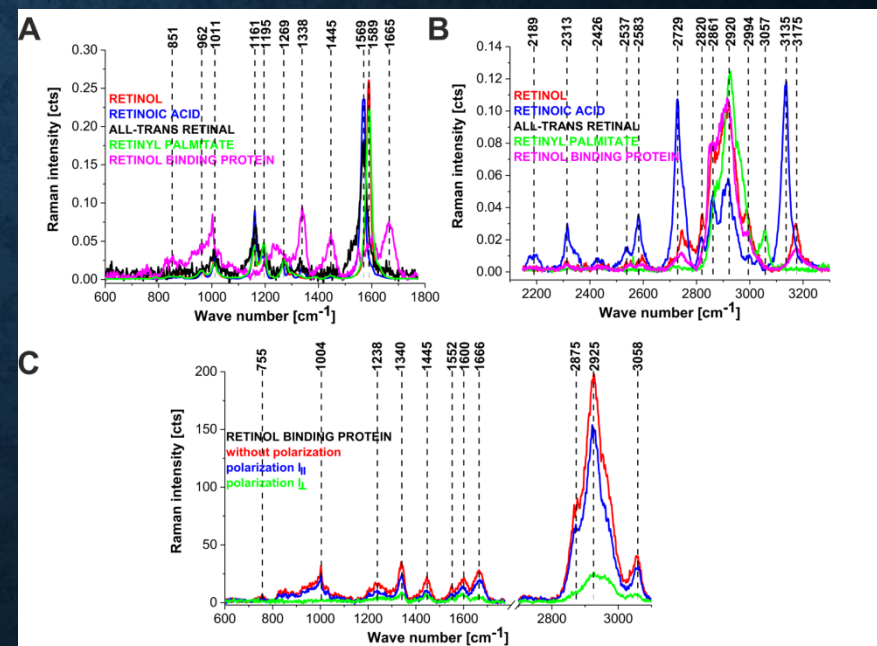 A
851
962
1011
1161
1195
1269
1338
1445
1569
1589
1665
0.30
0.25
0.20
0.15
0.10
0.05
0.00
Raman intensity [cts]
RETINOL
RETINOIC ACID
ALL-TRANS RETINAL
RETINYL PALMITATE
RETINOL BINDING PROTEIN
600 800 1000 1200 1400 1600 1800
Wave number [cm-1]
B
2189
2313
2426
2537
2583
2729
2820
2861
2920
2994
3057
3135
3175
0.14
0.12
0.10
0.08
0.06
0.04
0.02
0.00
Raman intensity [cts]
RETINOL
RETINOIC ACID
ALL-TRANS RETINAL
RETINYL PALMITATE
RETINOL BINDING PROTEIN
2200 2400 2600 2800 3000 3200
Wave number [cm-1]
C
755
1004
1238
1340
1445
1552
1600
1666
2875
2925
3058
200
150
100
50
0
Raman intensity [cts]
RETINOL BINDING PROTEIN
without polarization
polarization I||
polarization I⊥
600 800 1000 1200 1400 1600 3000
Wave number [cm-1]